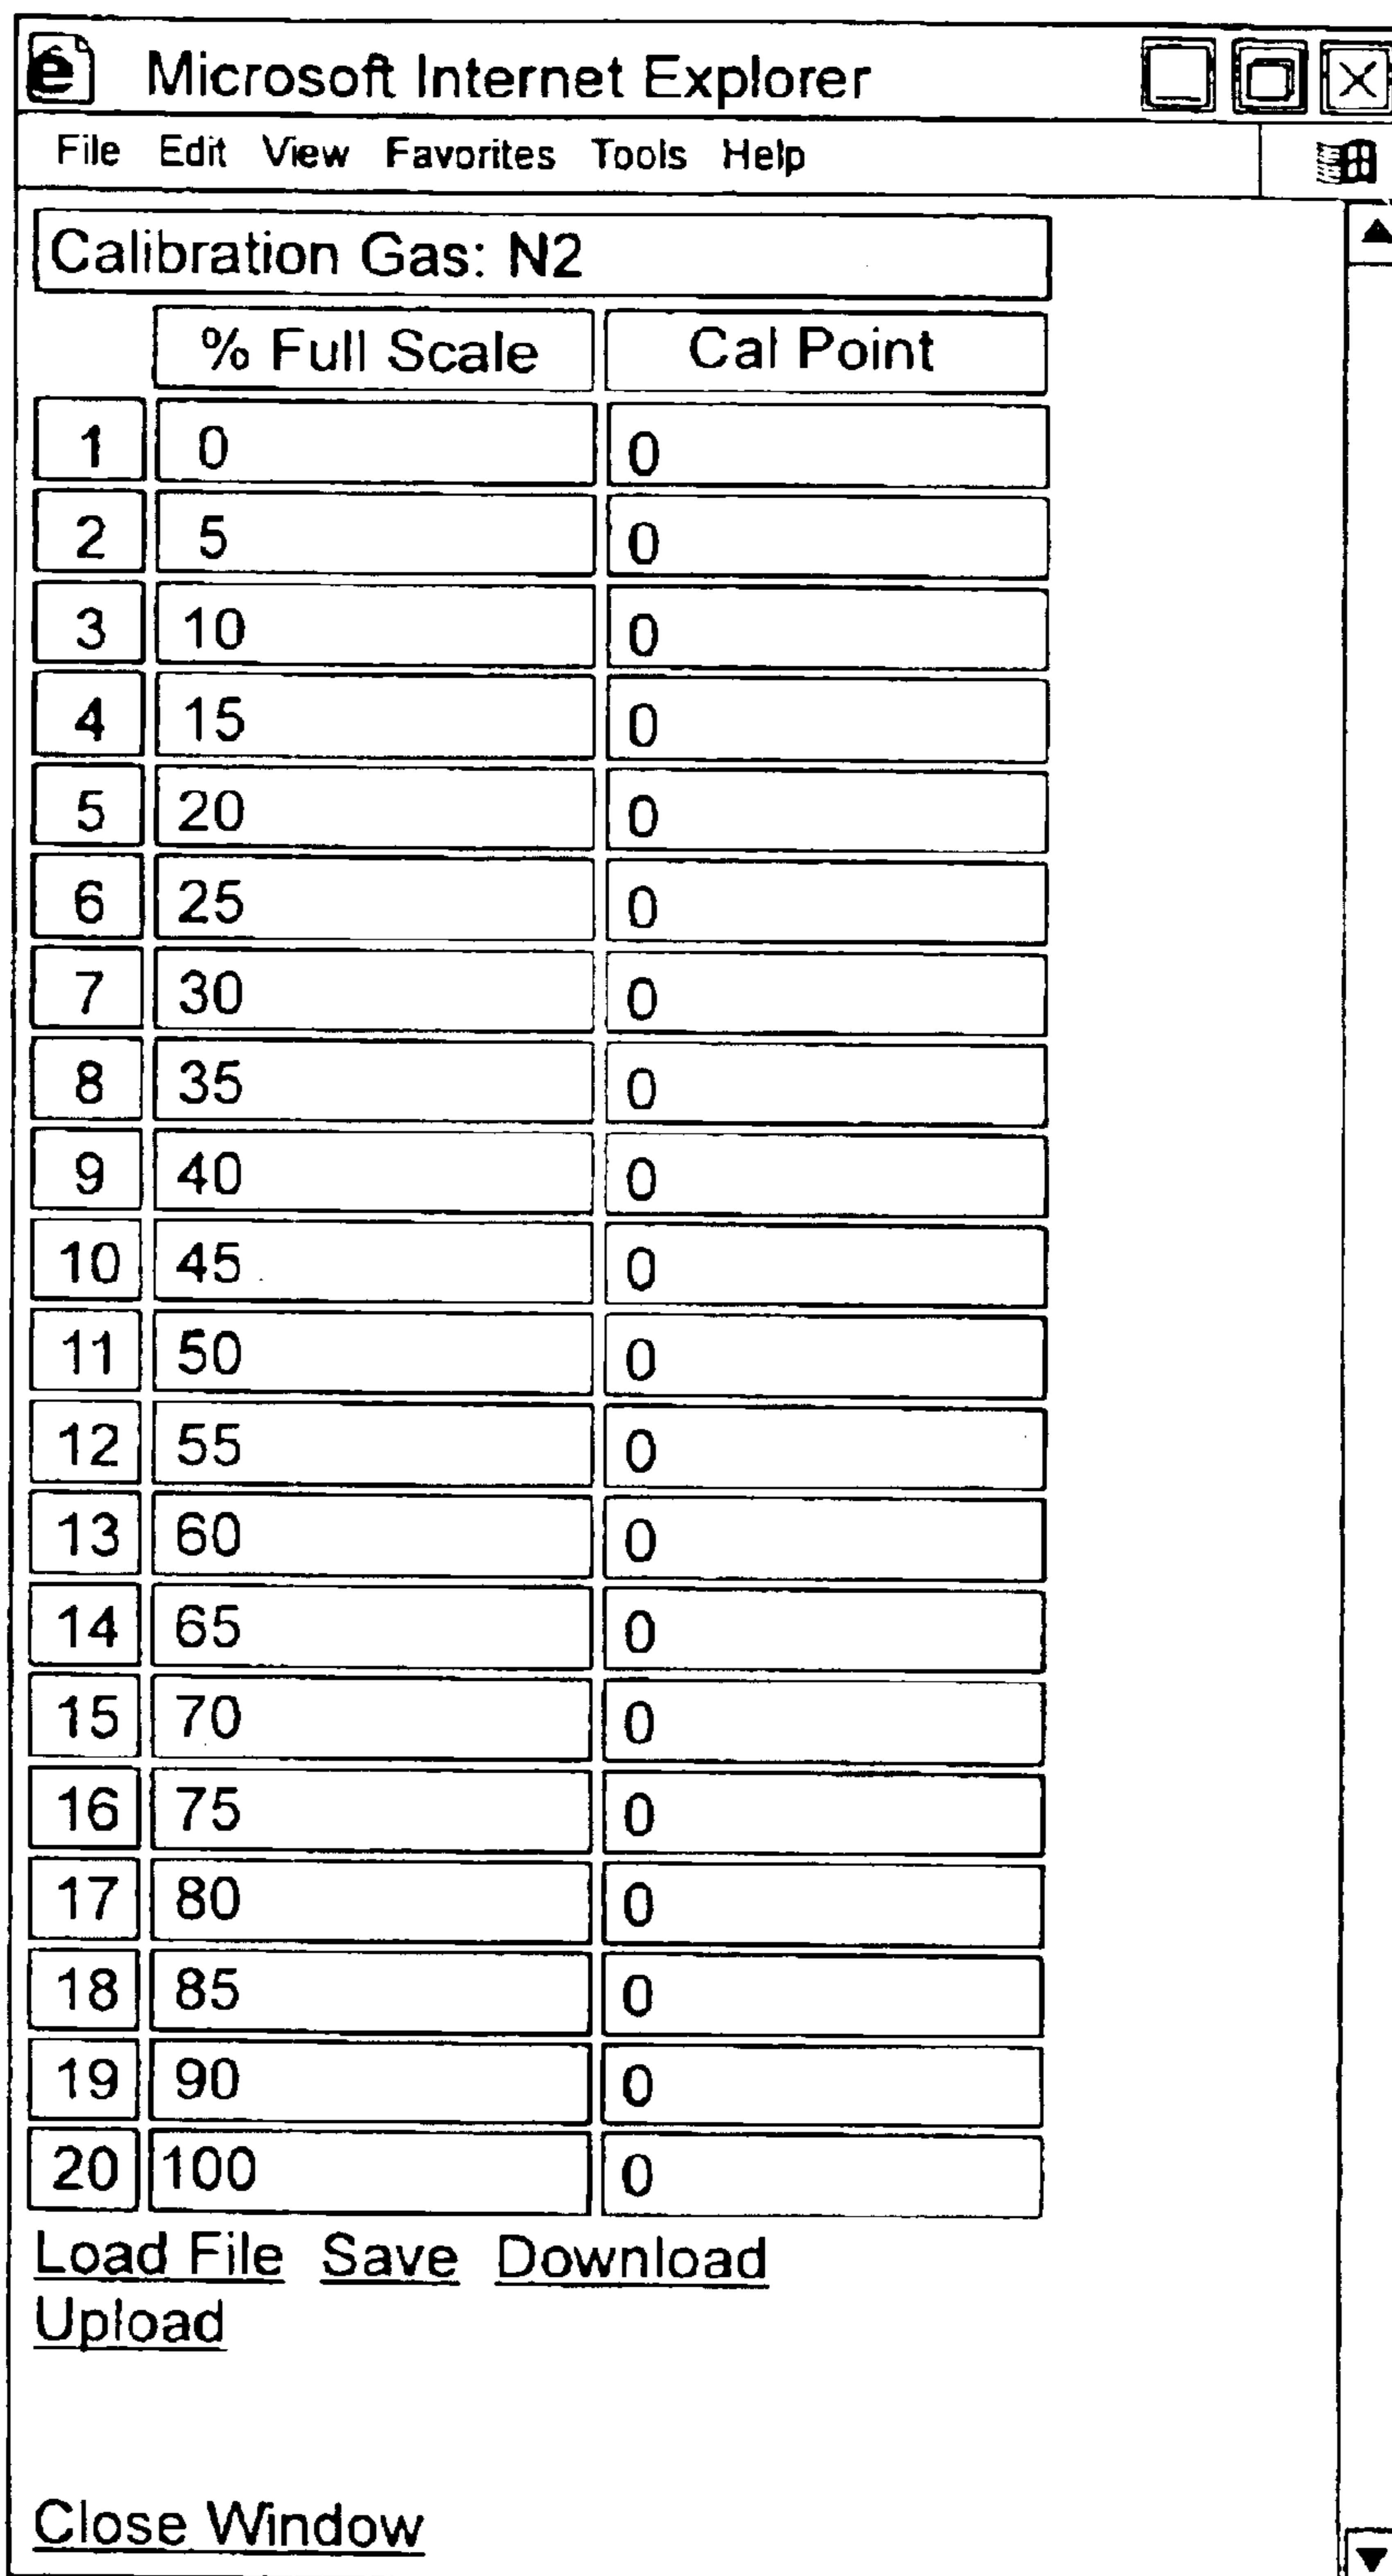 Microsoft Internet Explorer
File Edit View Favorites Tools Help
Calibration Gas: N2
% Full Scale Cal Point
1 0 0
2 5 0
3 10 0
4 15 0
5 20 0
6 25 0
7 30 0
8 35 0
9 40 0
10 45 0
11 50 0
12 55 0
13 60 0
14 65 0
15 70 0
16 75 0
17 80 0
18 85 0
19 90 0
20 100 0
Load File Save Download
Upload
Close Window